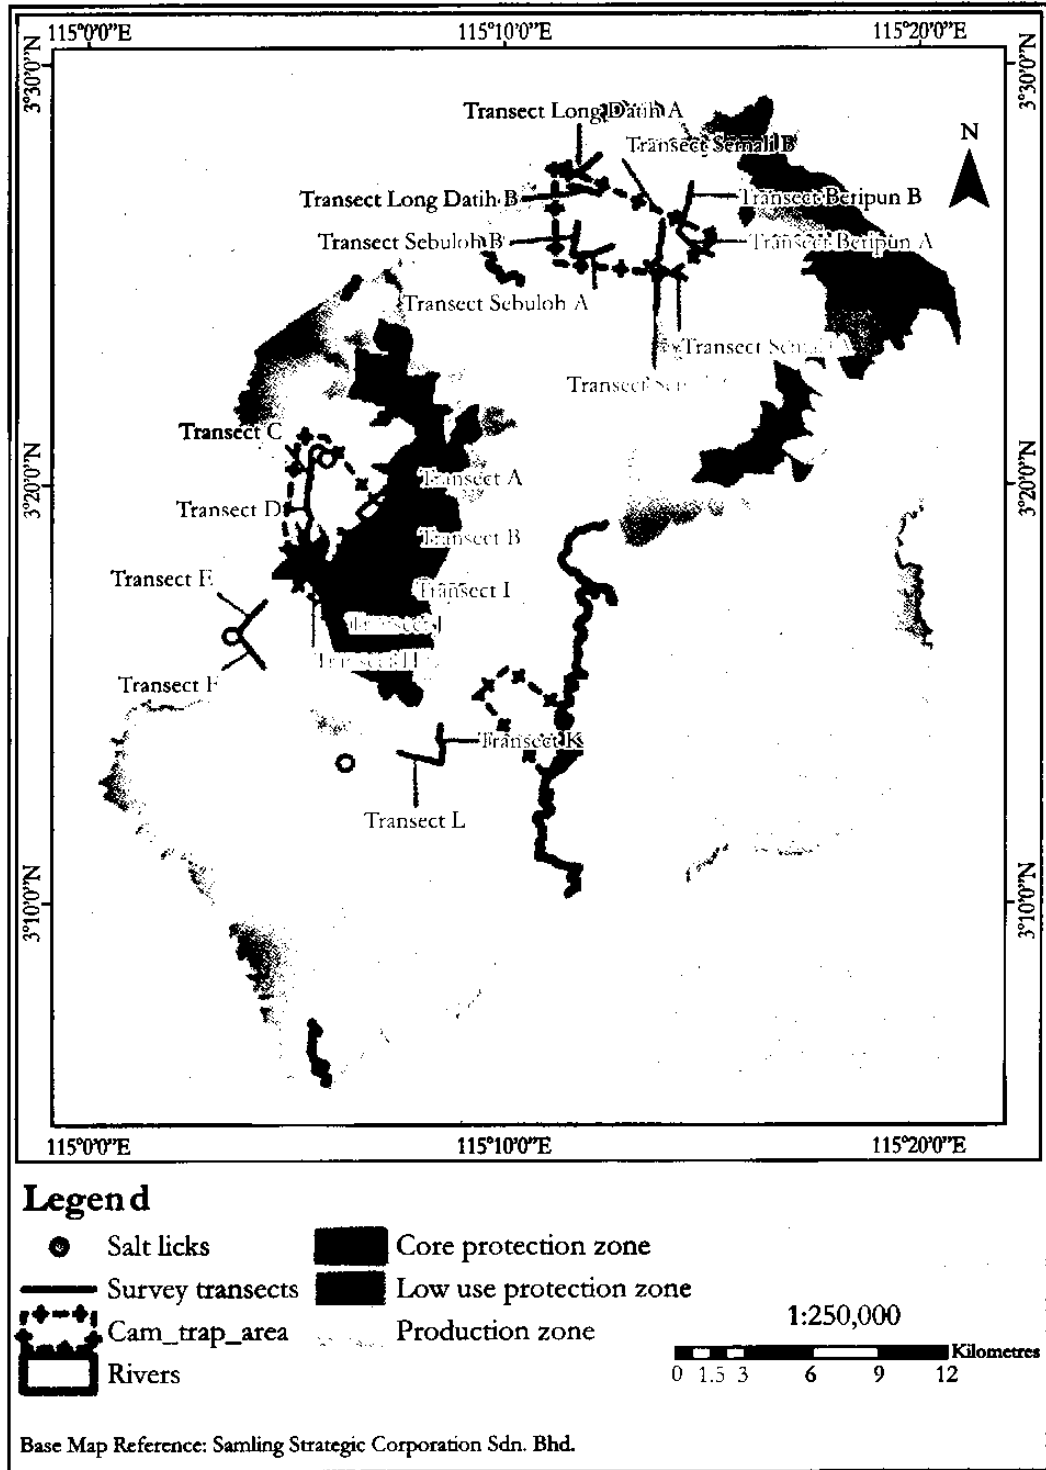 115°0'0"E 115°10'0"E 115°20'0"E
3°30'0"N
3°30'0"N
Transect Long Datih A
N
Transect Semali B
Transect Long Datih B
Transect Beripun B
Transect Sebuloh B
Transect Beripun A
Transect Sebuloh A
Transect
Transect
Transect C
3°20'0"N
3°20'0"N
Transect A
Transect D
Transect B
Transect E
Transect I
Transect J
Transect H
Transect F
Transect K
Transect L
3°10'0"N
3°10'0"N
115°0'0"E 115°10'0"E 115°20'0"E
Legend
Salt licks
Core protection zone
Survey transects
Low use protection zone
Cam_trap_area
Production zone
Rivers
1:250,000
Kilometres
0 1.5 3 6 9 12
Base Map Reference: Samling Strategic Corporation Sdn. Bhd.